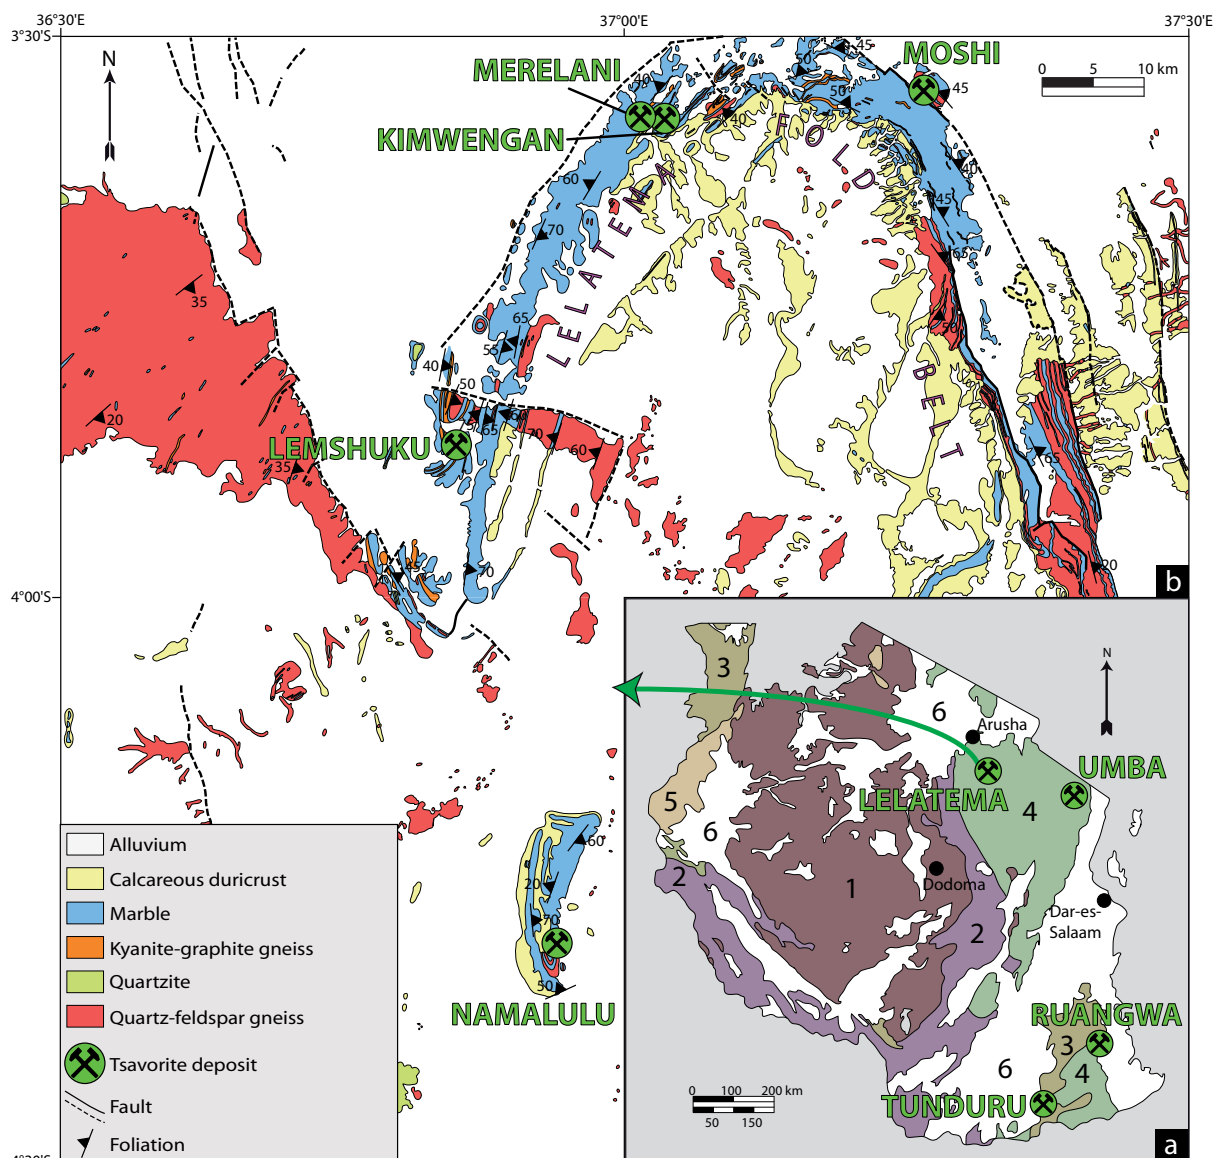 36°30'E
37°00'E
37°30'E
3°30'S
N
MERELANI
KIMWENGAN
MOSHI
0 5 10 km
40
50
45
50
45
40
40
60
70
45
65
50
65
55
40
50
65
60
70
60
35
20
35
45
70
65
20
LELATEMA
FOLD
BELT
LEMSHUKU
4°00'S
b
60
20
70
50
NAMALULU
Alluvium
Calcareous duricrust
Marble
Kyanite-graphite gneiss
Quartzite
Quartz-feldspar gneiss
Tsavorite deposit
Fault
Foliation
3
6
Arusha
N
UMBA
LELATEMA
4
5
6
2
1
Dodoma
2
Dar-es-
Salaam
RUANGWA
3
6
4
TUNDURU
0 100 200 km
50 150
a